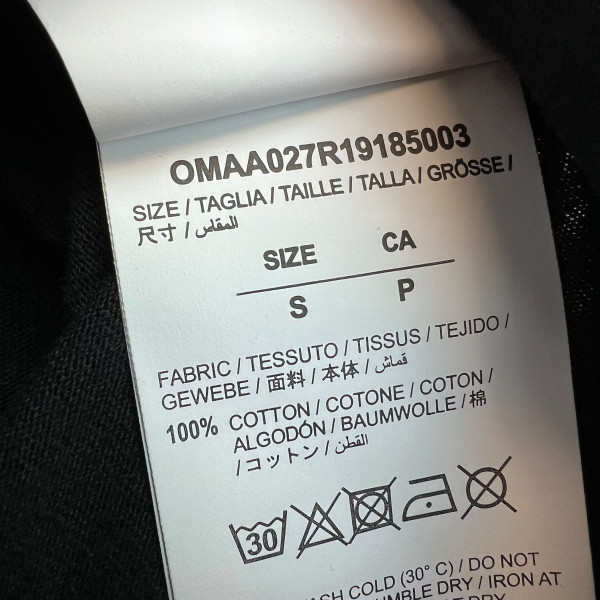 OMAA027R19185003
SIZE / TAGLIA / TAILLE / TALLA / GRÖSSE /
尺寸 / المقاس
SIZE CA
S P
FABRIC / TESSUTO / TISSUS / TEJIDO /
GEWEBE / 面料 / 本体 / قماش
100% COTTON / COTONE / COTON /
ALGODÓN / BAUMWOLLE / 棉
/ コットン / القطن
30
COLD (30° C) / DO NOT
DRY / IRON AT